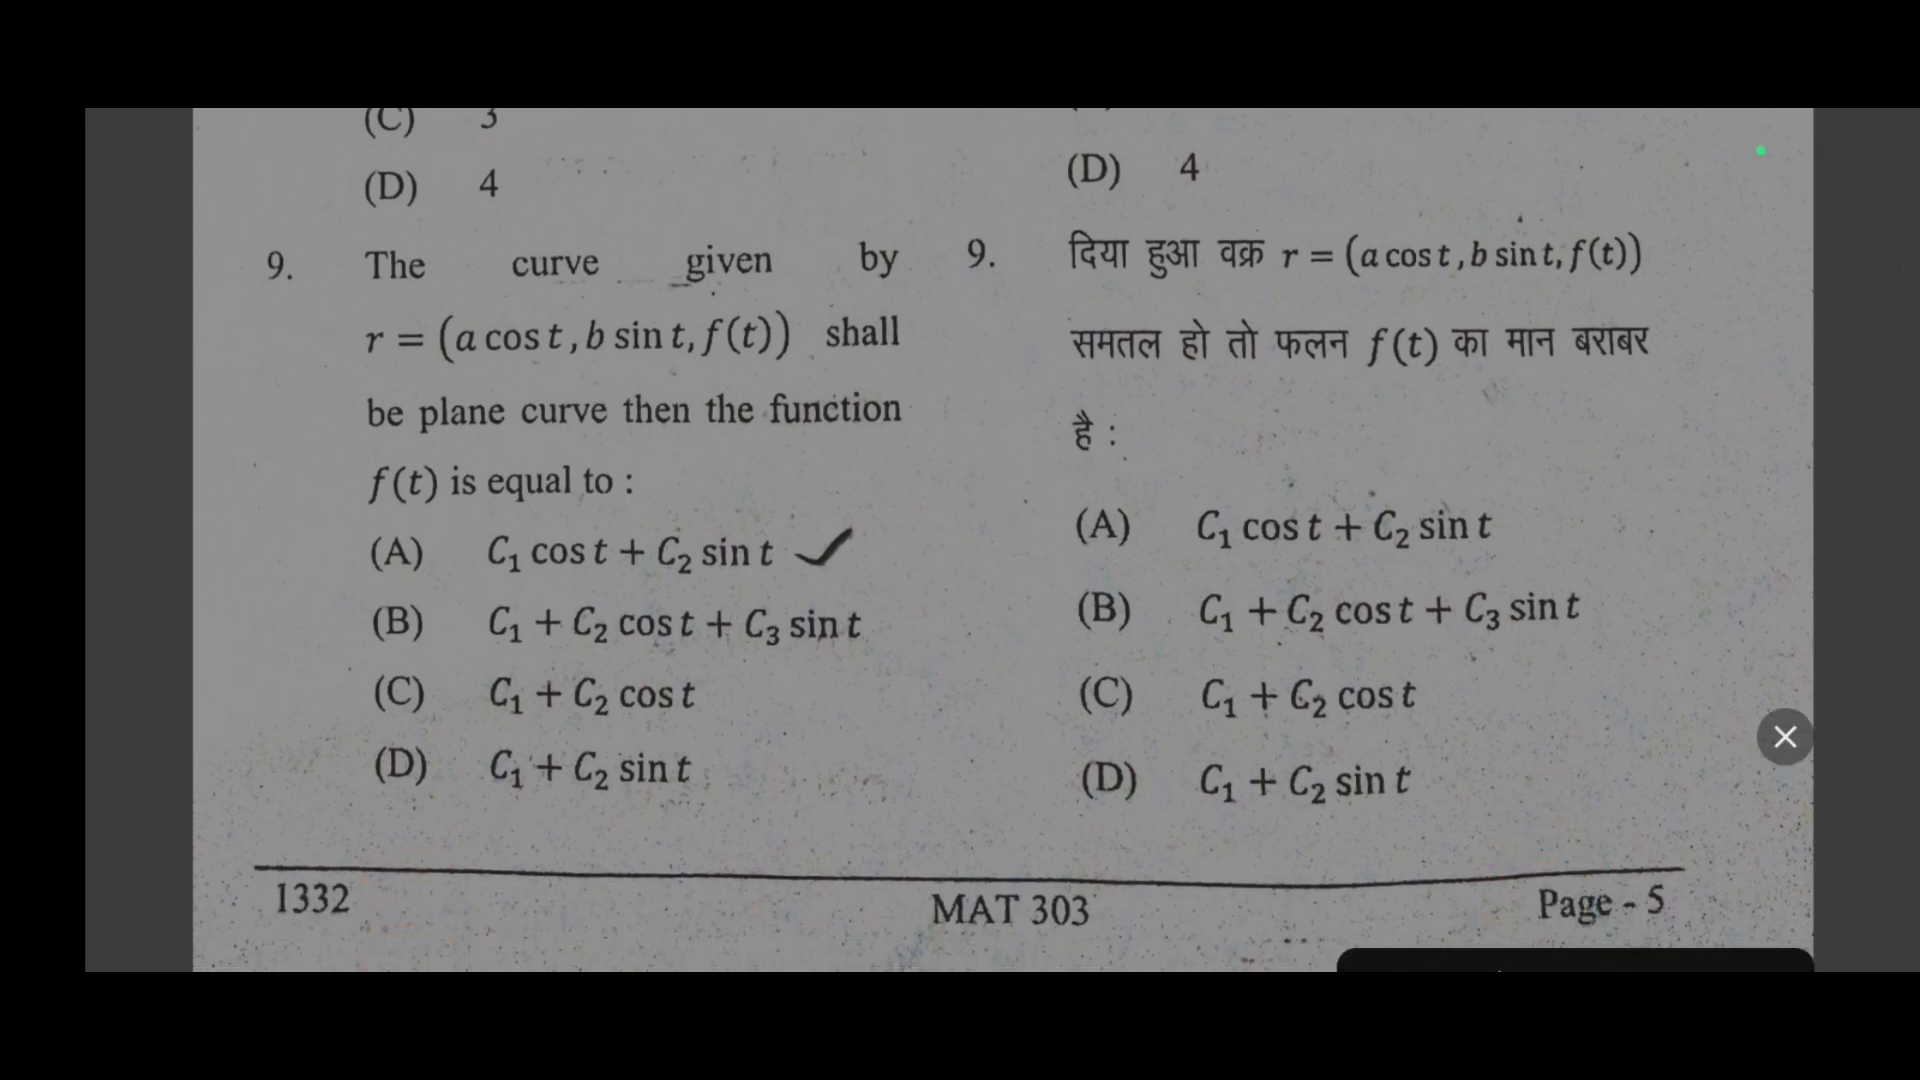 (C) 3
(D) 4
9. The curve given by
r = (a cos t, b sin t, f(t)) shall
be plane curve then the function
f(t) is equal to :
(A) C₁ cos t + C₂ sin t
(B) C₁ + C₂ cos t + C₃ sin t
(C) C₁ + C₂ cos t
(D) C₁ + C₂ sin t
(D) 4
9. दिया हुआ वक्र r = (a cos t, b sin t, f(t))
समतल हो तो फलन f(t) का मान बराबर
है :
(A) C₁ cos t + C₂ sin t
(B) C₁ + C₂ cos t + C₃ sin t
(C) C₁ + C₂ cos t
(D) C₁ + C₂ sin t
1332 MAT 303 Page - 5